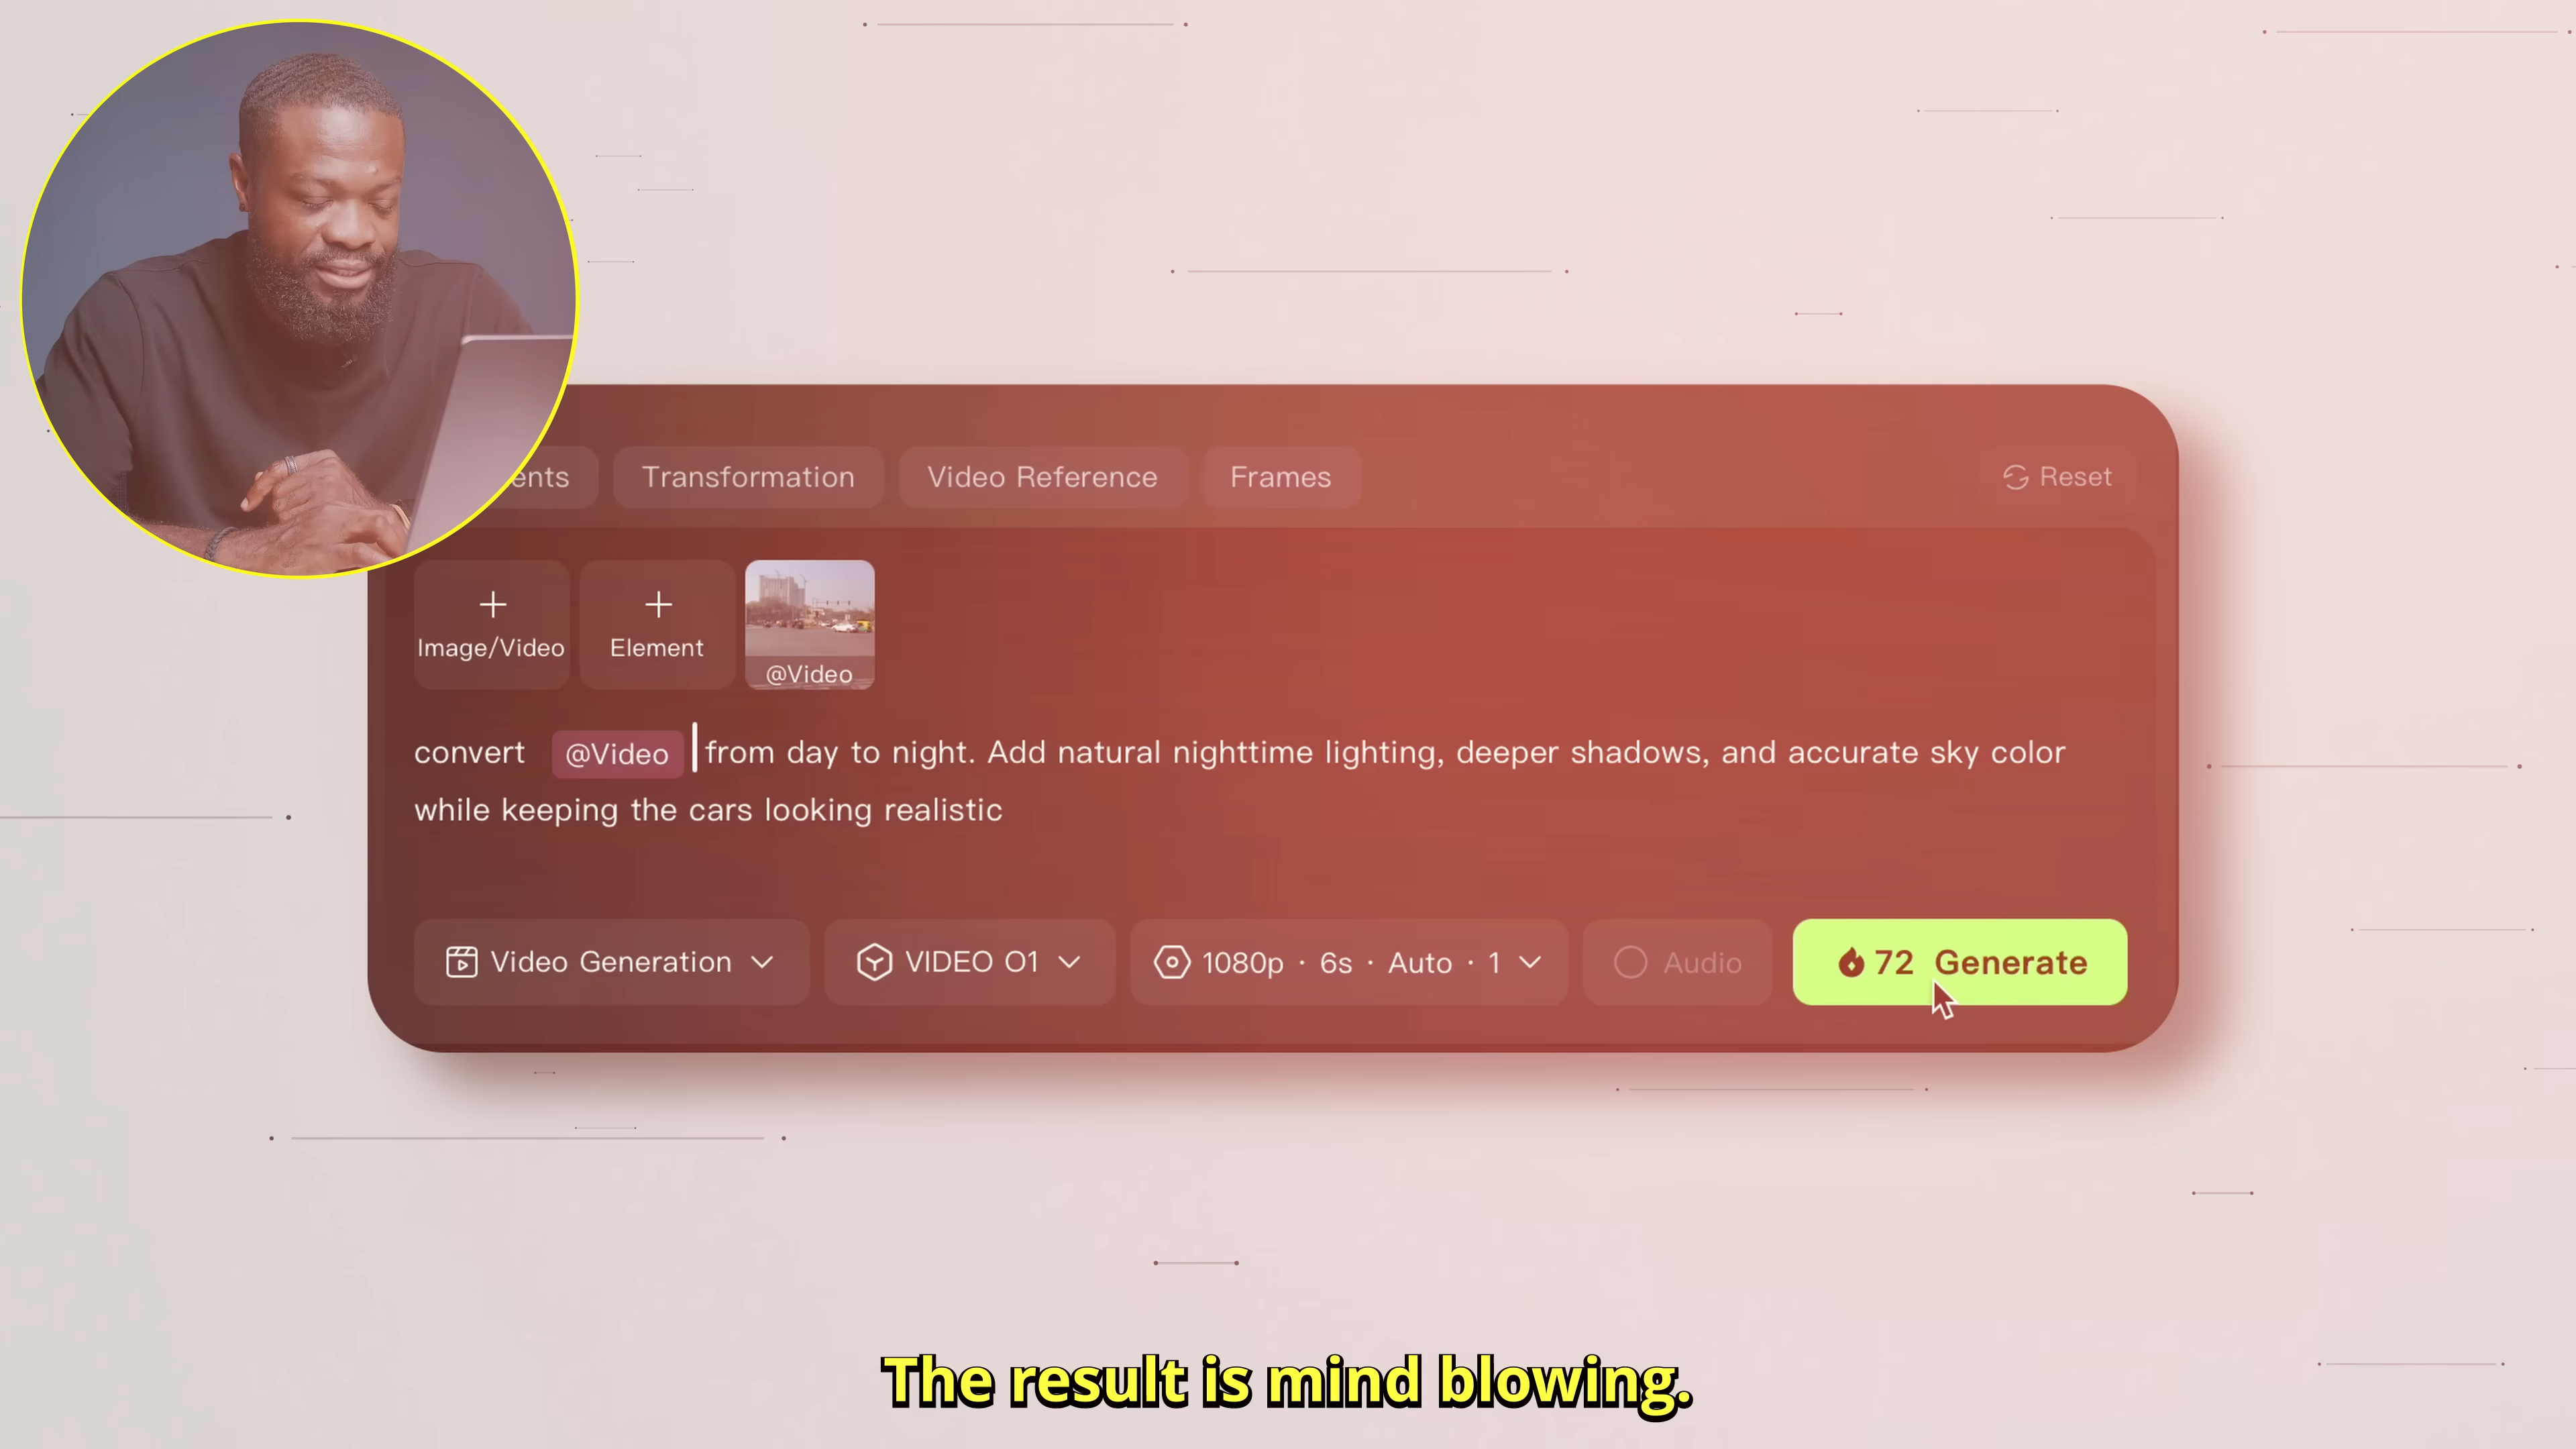 ents
Transformation
Video Reference
Frames
Reset
Image/Video
Element
@Video
convert @Video from day to night. Add natural nighttime lighting, deeper shadows, and accurate sky color
while keeping the cars looking realistic
Video Generation
VIDEO O1
1080p · 6s · Auto · 1
Audio
72 Generate
The result is mind blowing.